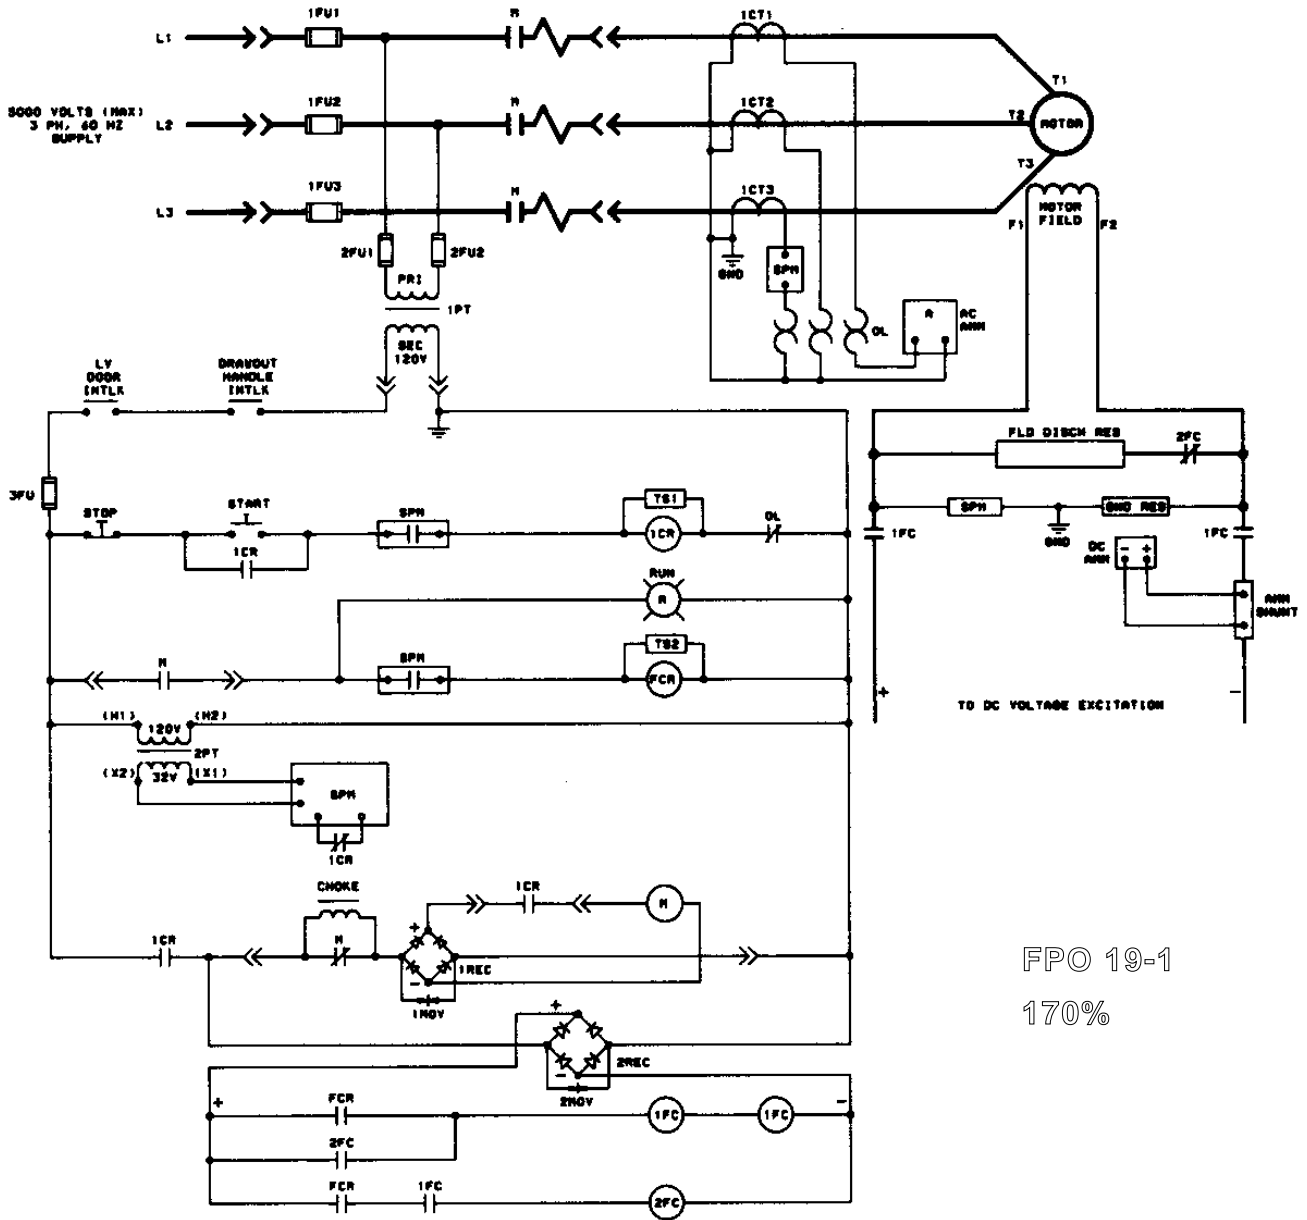 1FU1
M
1CT1
L1
T1
5000 VOLTS (MAX)
3 PH, 60 HZ
SUPPLY
1FU2
M
1CT2
L2
T2
MOTOR
T3
1FU3
M
1CT3
L3
MOTOR
FIELD
F1
F2
2FU1
2FU2
GND
SPM
PRI
1PT
SEC
120V
OL
A
AC
AMM
LV
DOOR
INTLK
DRAWOUT
HANDLE
INTLK
FLD DISCH RES
2FC
3FU
STOP
START
SPM
TS1
1CR
OL
1CR
SPM
GND RES
1FC
GND
1FC
DC
AMM
- +
AMM
SHUNT
RUN
R
M
SPM
TS2
FCR
+
-
TO DC VOLTAGE EXCITATION
(H1)
120V
(H2)
2PT
(X2)
32V
(X1)
SPM
1CR
CHOKE
1CR
M
1CR
M
+
1REC
-
1MOV
FPO 19-1
170%
+
2REC
-
2MOV
+
-
FCR
1FC
1FC
2FC
FCR
1FC
2FC